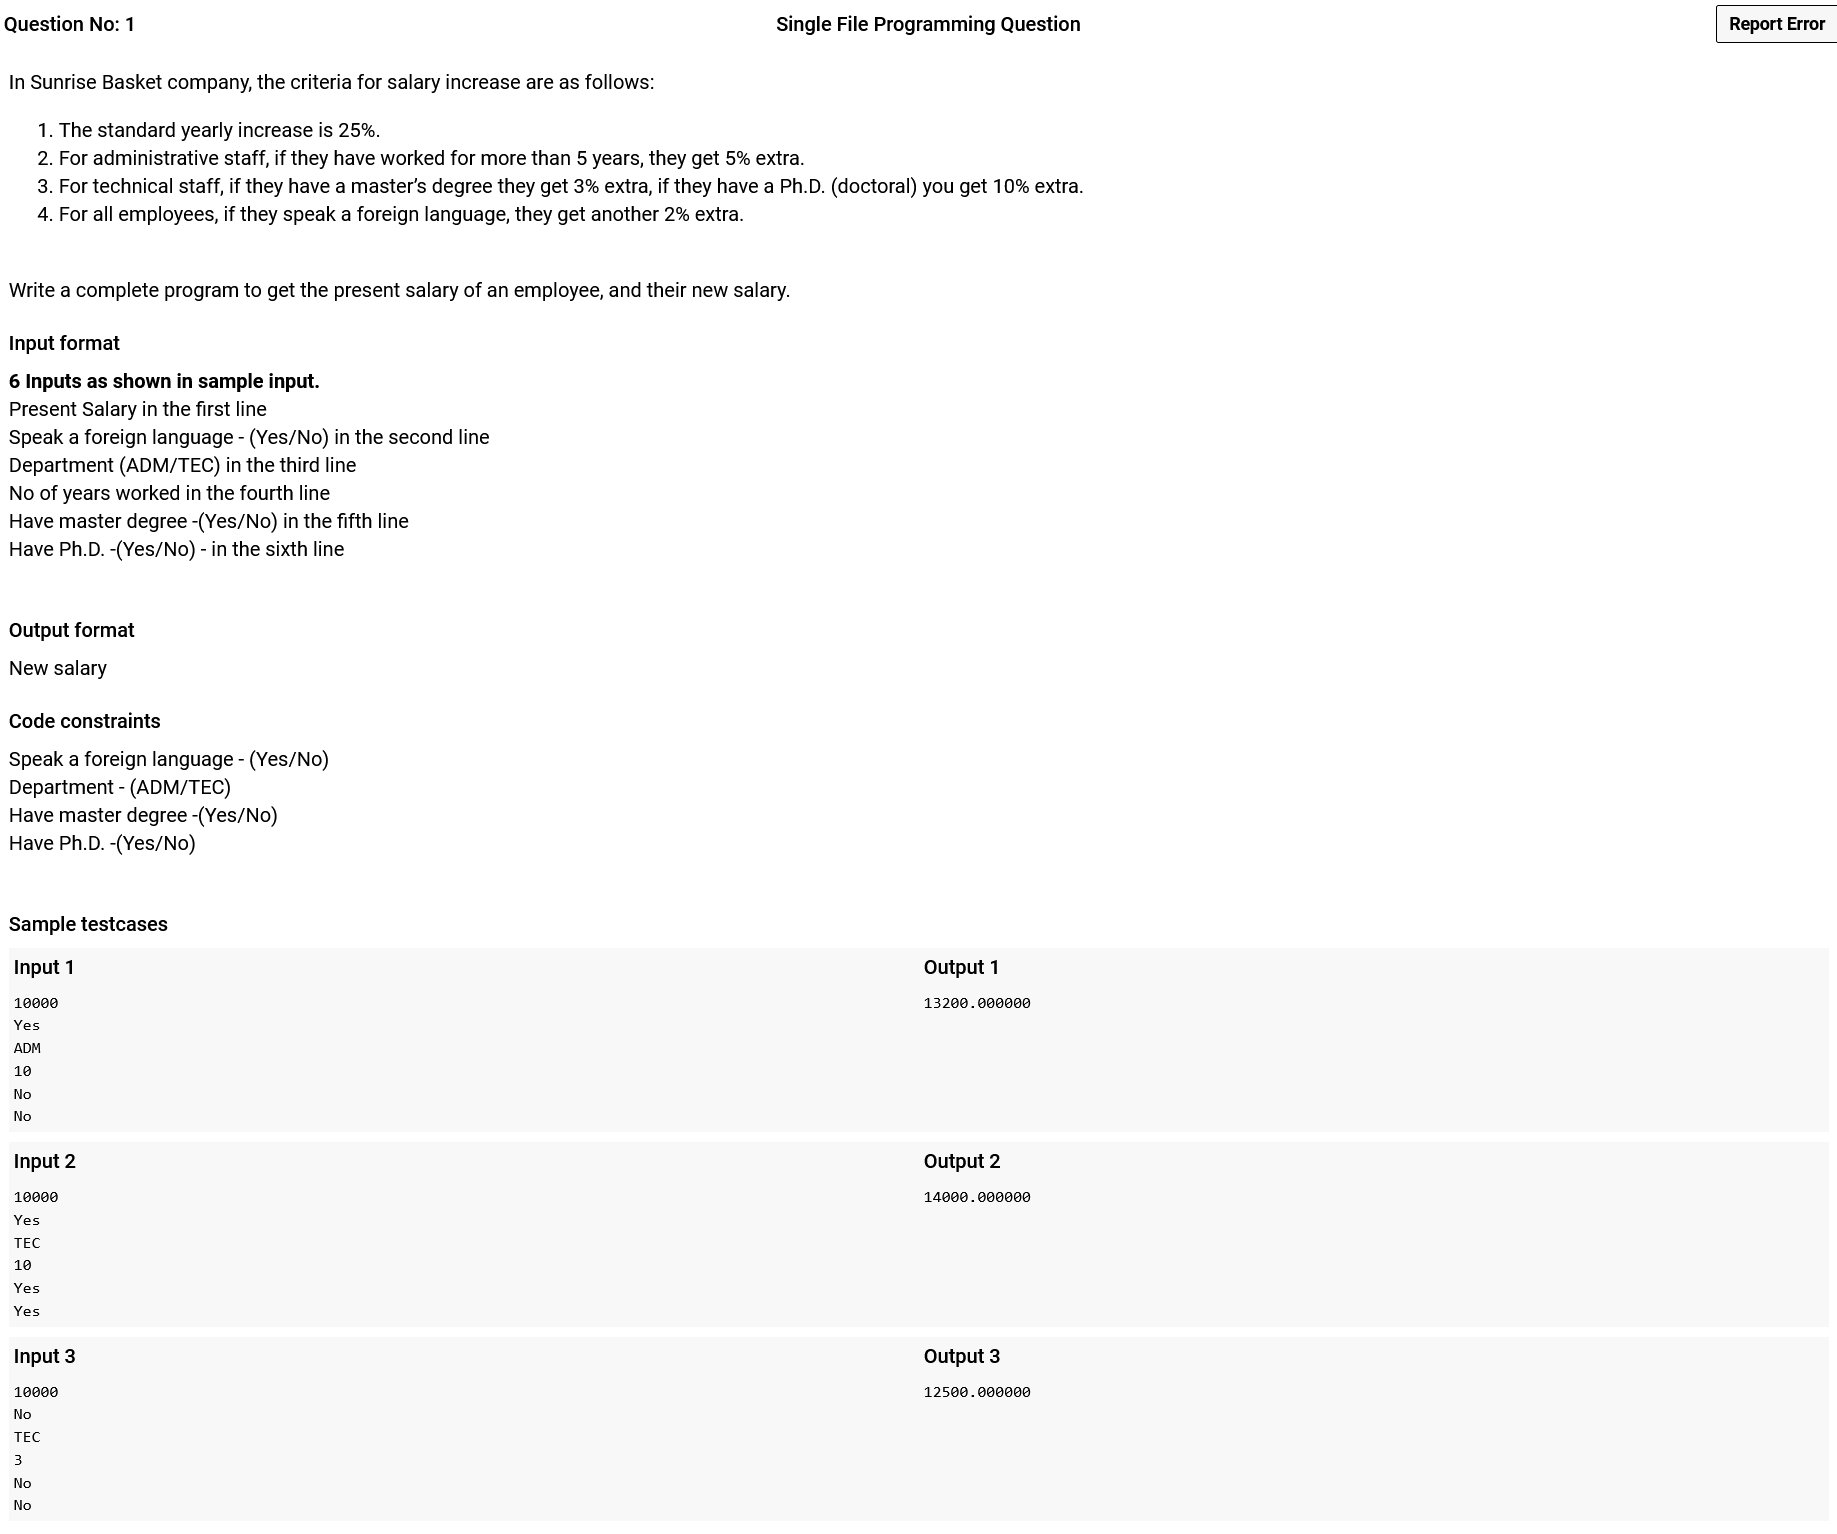 Question No: 1
Single File Programming Question
Report Error
In Sunrise Basket company, the criteria for salary increase are as follows:
1. The standard yearly increase is 25%.
2. For administrative staff, if they have worked for more than 5 years, they get 5% extra.
3. For technical staff, if they have a master’s degree they get 3% extra, if they have a Ph.D. (doctoral) you get 10% extra.
4. For all employees, if they speak a foreign language, they get another 2% extra.
Write a complete program to get the present salary of an employee, and their new salary.
Input format
6 Inputs as shown in sample input.
Present Salary in the first line
Speak a foreign language - (Yes/No) in the second line
Department (ADM/TEC) in the third line
No of years worked in the fourth line
Have master degree -(Yes/No) in the fifth line
Have Ph.D. -(Yes/No) - in the sixth line
Output format
New salary
Code constraints
Speak a foreign language - (Yes/No)
Department - (ADM/TEC)
Have master degree -(Yes/No)
Have Ph.D. -(Yes/No)
Sample testcases
Input 1
10000
Yes
ADM
10
No
No
Output 1
13200.000000
Input 2
10000
Yes
TEC
10
Yes
Yes
Output 2
14000.000000
Input 3
10000
No
TEC
3
No
No
Output 3
12500.000000